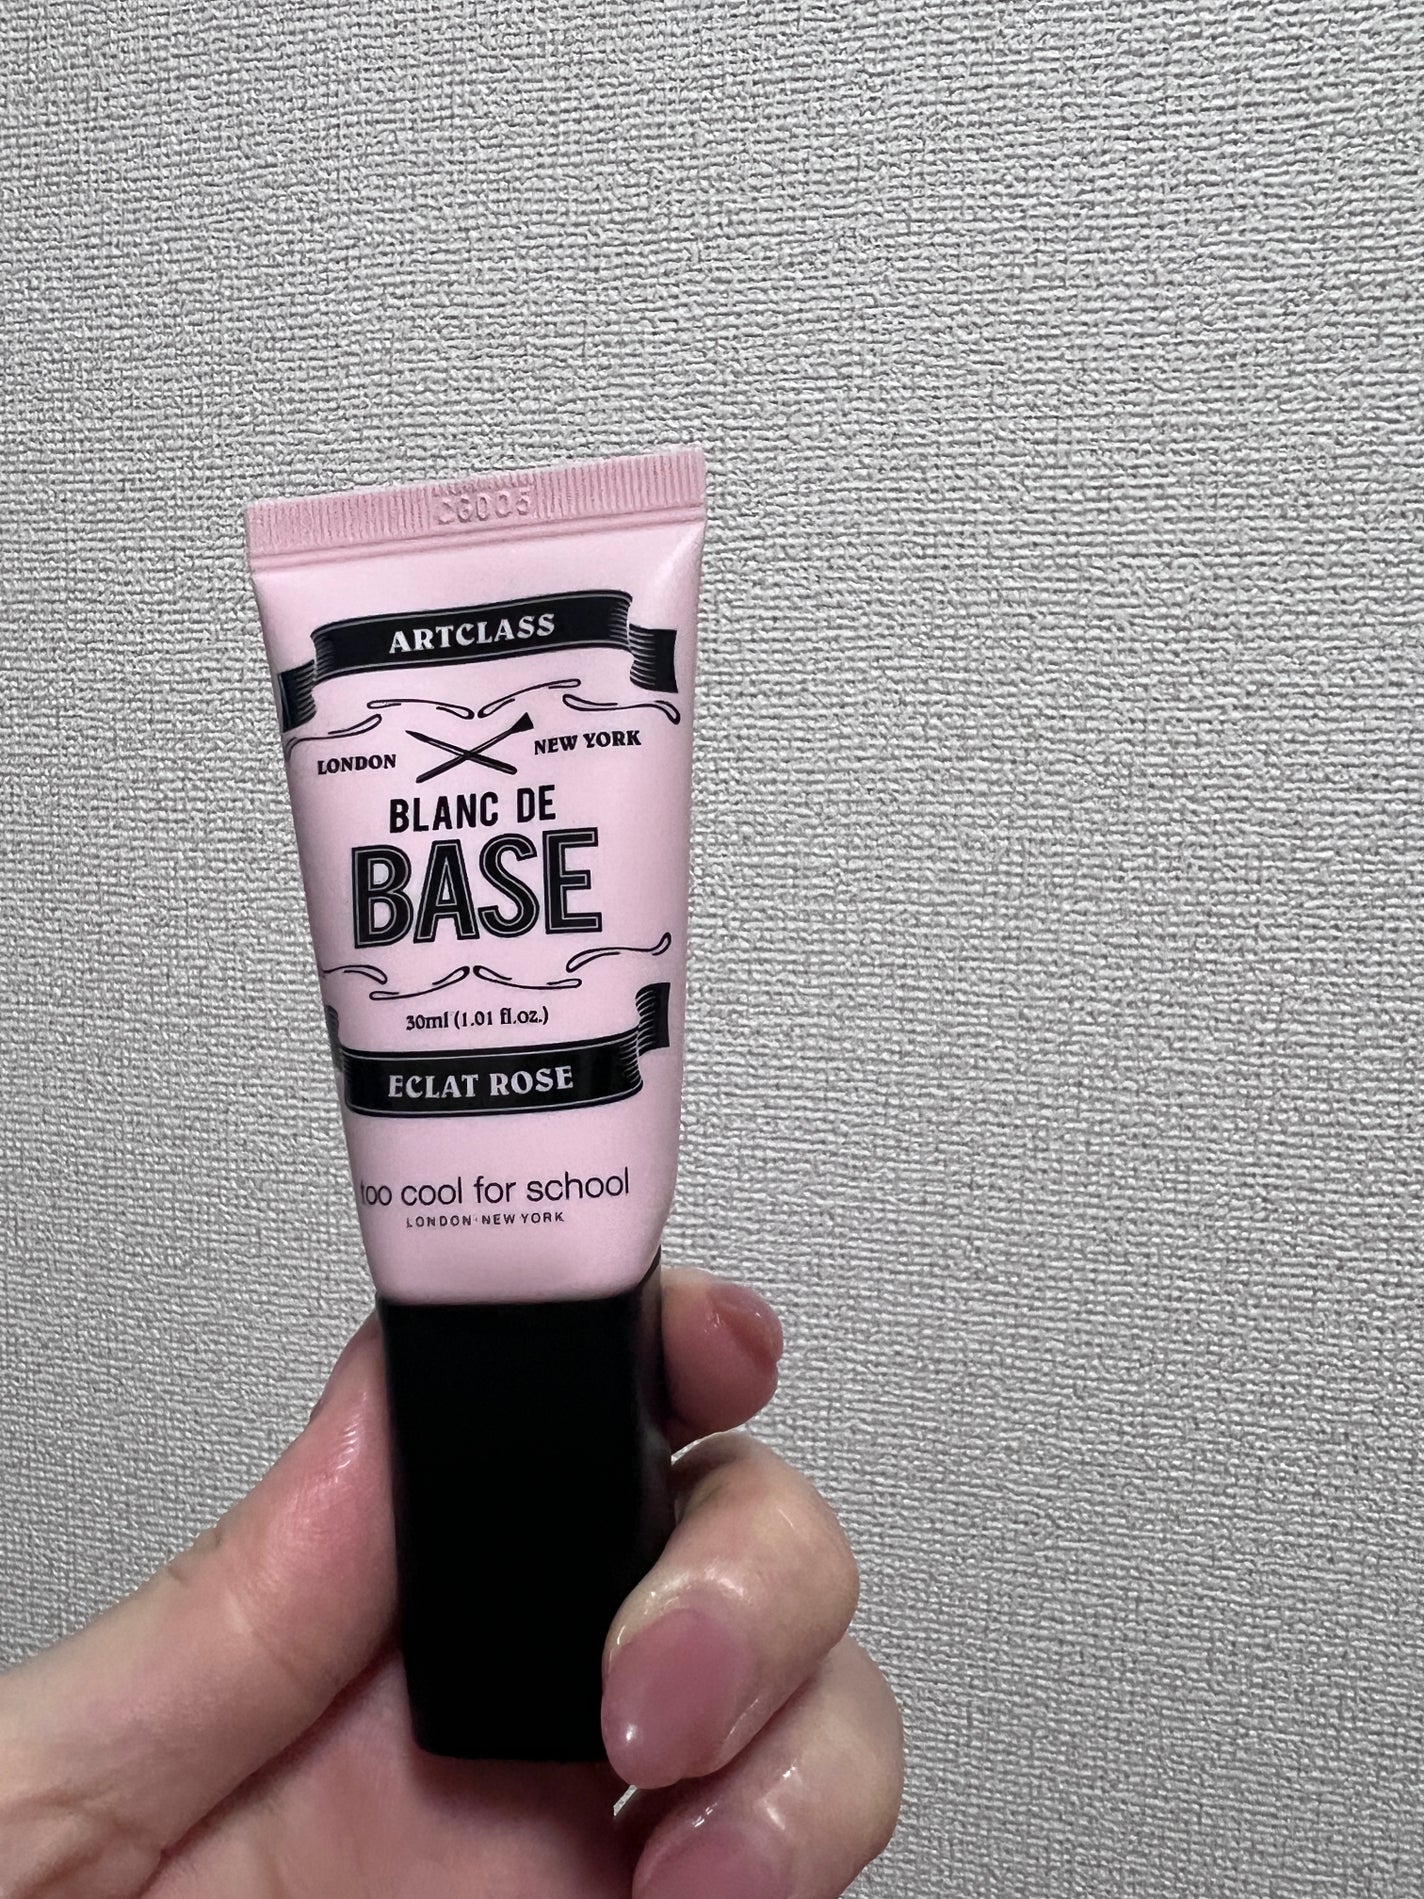 ARTCLASS
LONDON
NEW YORK
BLANC DE
BASE
30ml (1.01 fl.oz.)
ECLAT ROSE
too cool for school
LONDON·NEW YORK